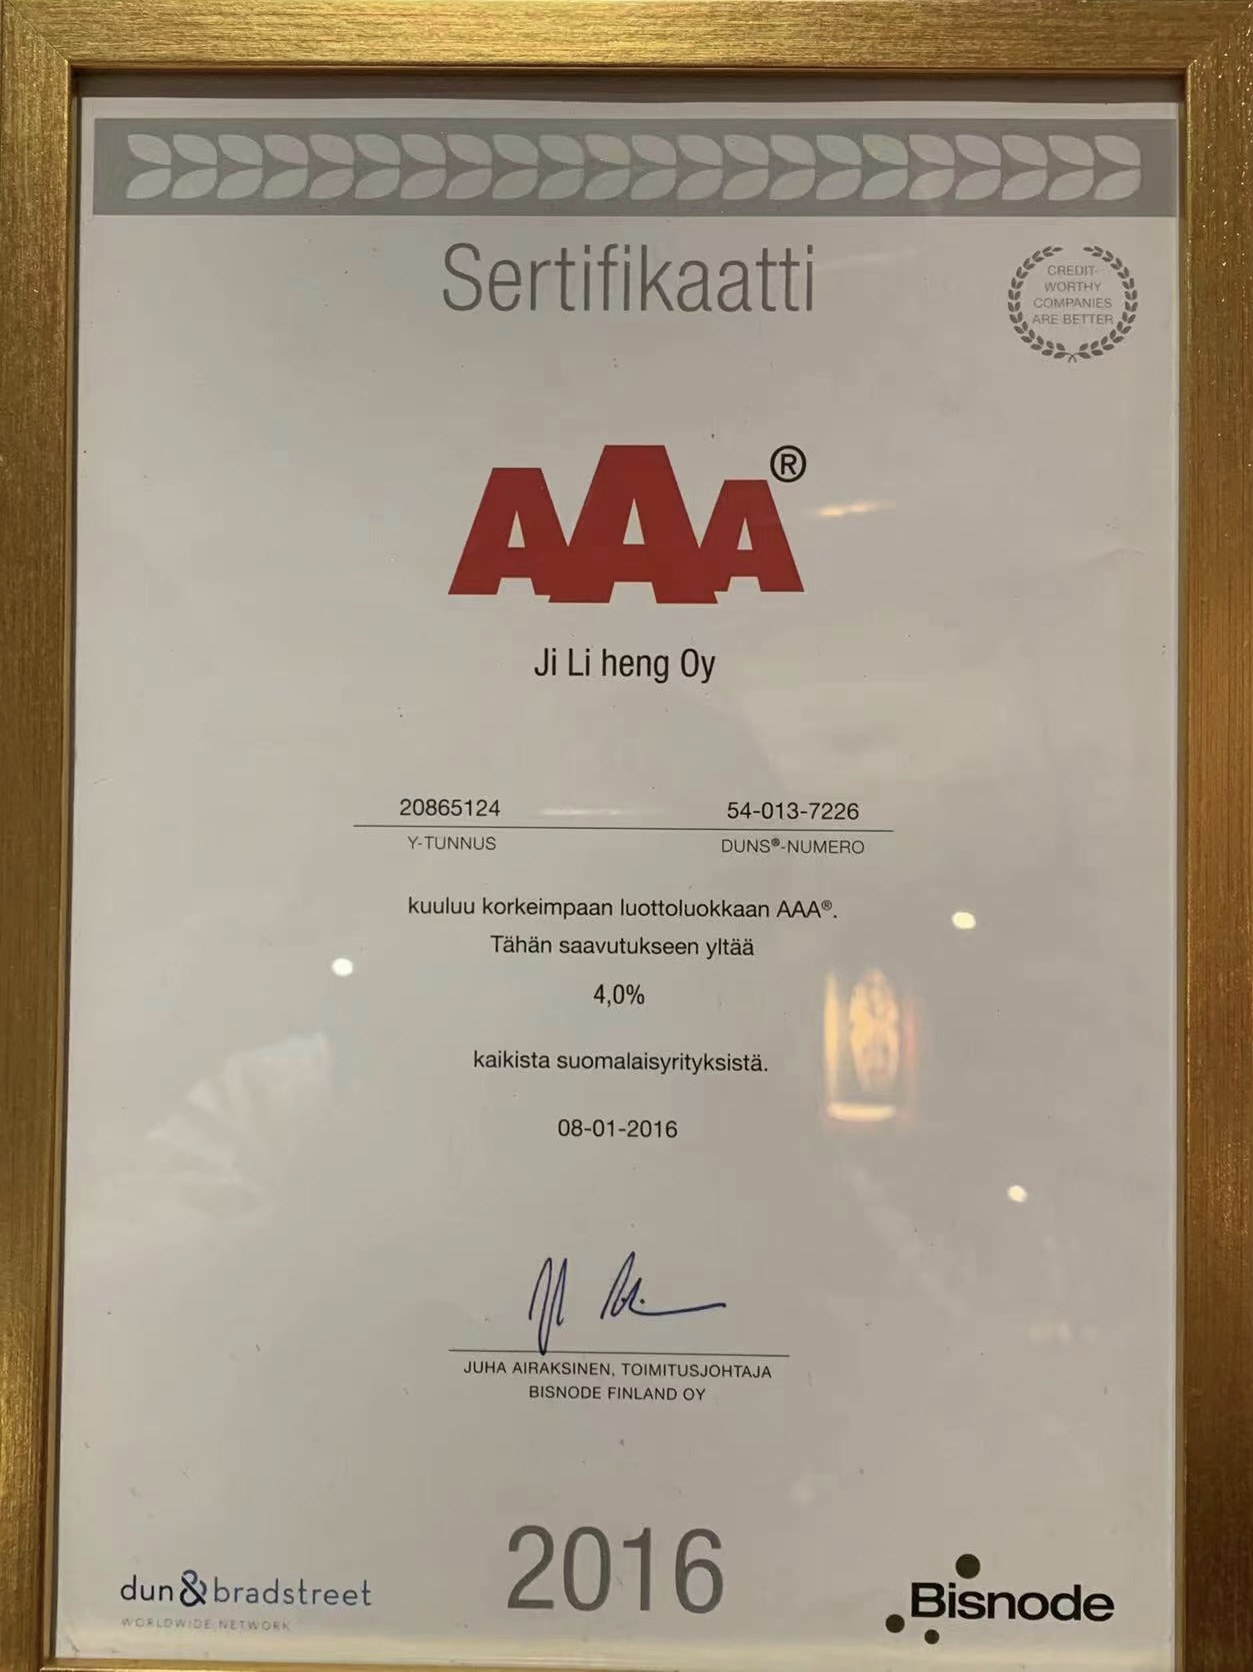 Sertifikaatti
CREDIT-
WORTHY
COMPANIES
ARE BETTER
AAA®
Ji Li heng Oy
20865124 54-013-7226
Y-TUNNUS DUNS®-NUMERO
kuuluu korkeimpaan luottoluokkaan AAA®.
Tähän saavutukseen yltää
4,0%
kaikista suomalaisyrityksistä.
08-01-2016
JUHA AIRAKSINEN, TOIMITUSJOHTAJA
BISNODE FINLAND OY
2016
dun&bradstreet
WORLDWIDE NETWORK
Bisnode